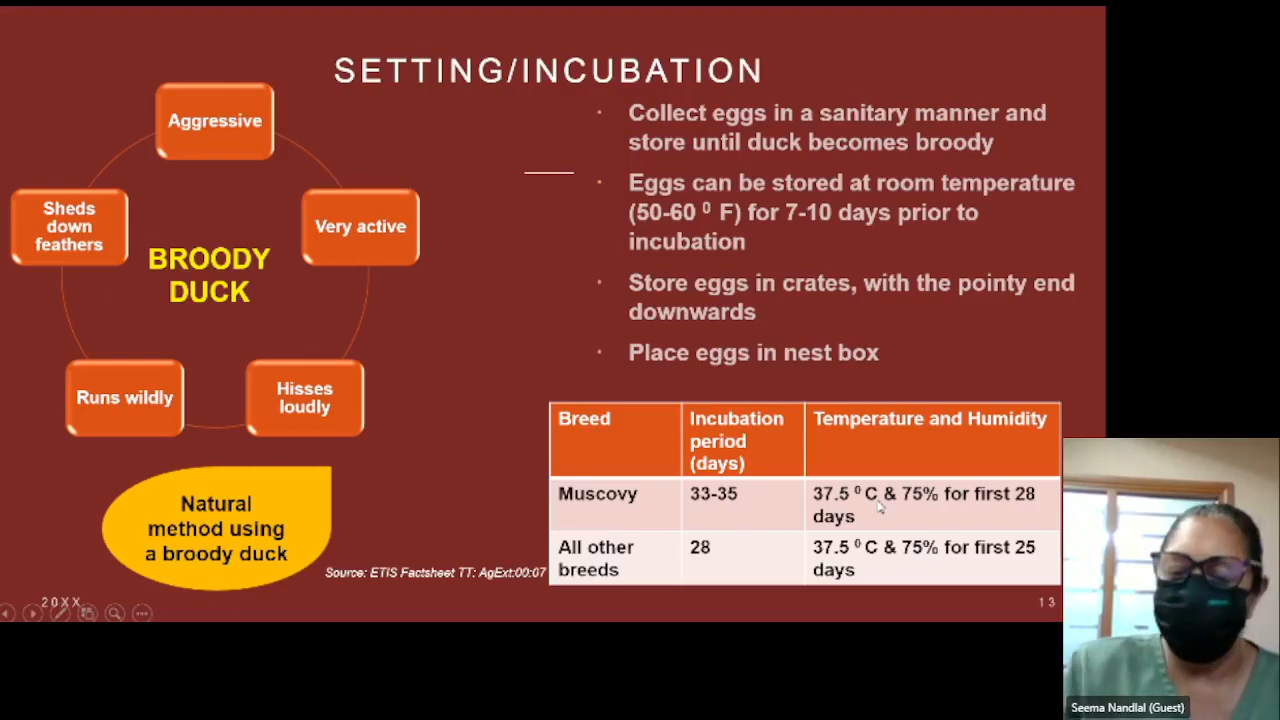 SETTING/INCUBATION
Aggressive
Sheds
down
feathers
Very active
BROODY
DUCK
Runs wildly
Hisses
loudly
Natural
method using
a broody duck
· Collect eggs in a sanitary manner and
store until duck becomes broody
· Eggs can be stored at room temperature
(50-60 ⁰ F) for 7-10 days prior to
incubation
· Store eggs in crates, with the pointy end
downwards
· Place eggs in nest box
Breed
Incubation
period
(days)
Temperature and Humidity
Muscovy
33-35
37.5 ⁰ C & 75% for first 28
days
All other
breeds
28
37.5 ⁰ C & 75% for first 25
days
Source: ETIS Factsheet TT: AgExt:00:07
20XX
13
Seema Nandlal (Guest)